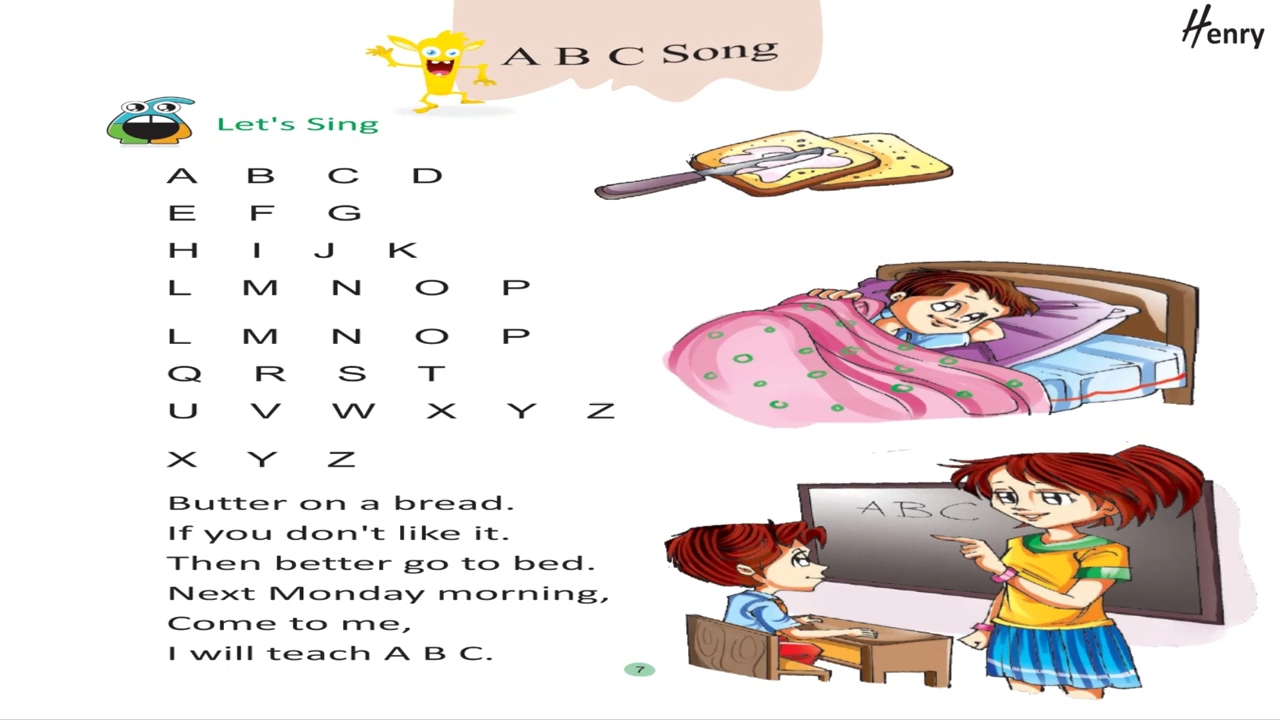 Henry
A B C Song
Let's Sing
A B C D
E F G
H I J K
L M N O P
L M N O P
Q R S T
U V W X Y Z
X Y Z
Butter on a bread.
If you don't like it.
Then better go to bed.
Next Monday morning,
Come to me,
I will teach A B C.
ABC
7